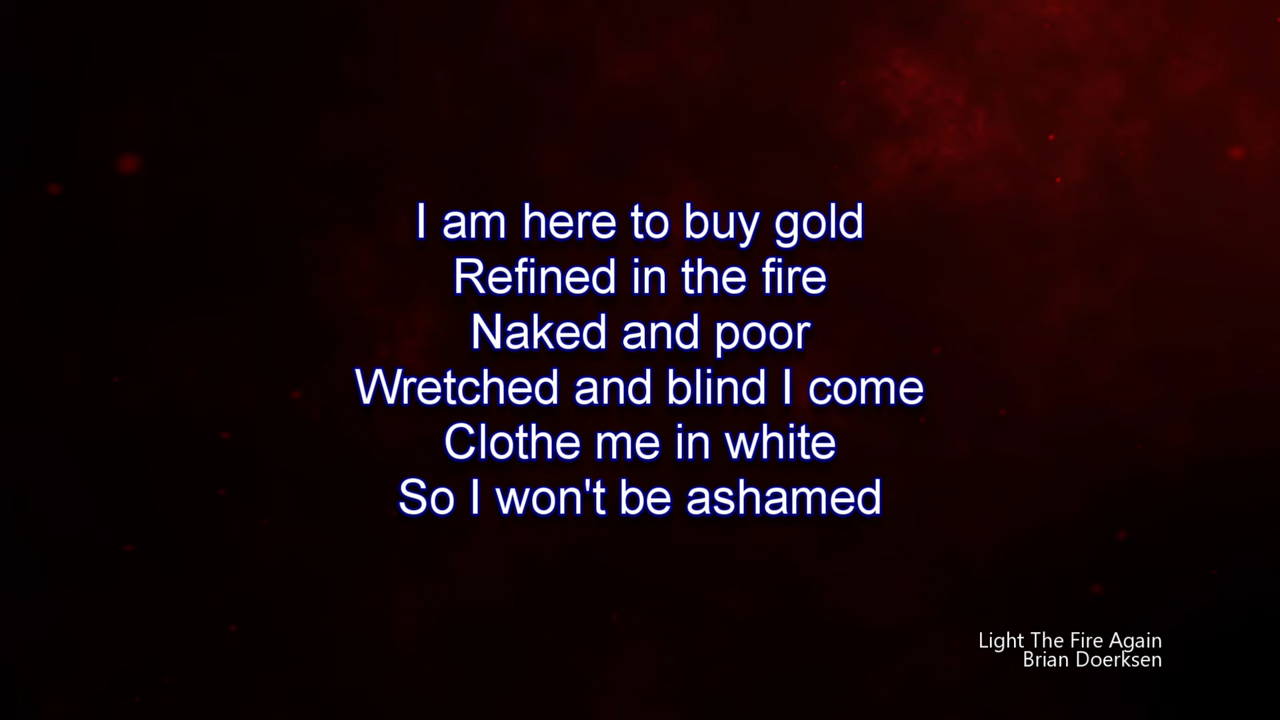 I am here to buy gold
Refined in the fire
Naked and poor
Wretched and blind I come
Clothe me in white
So I won't be ashamed
Light The Fire Again
Brian Doerksen